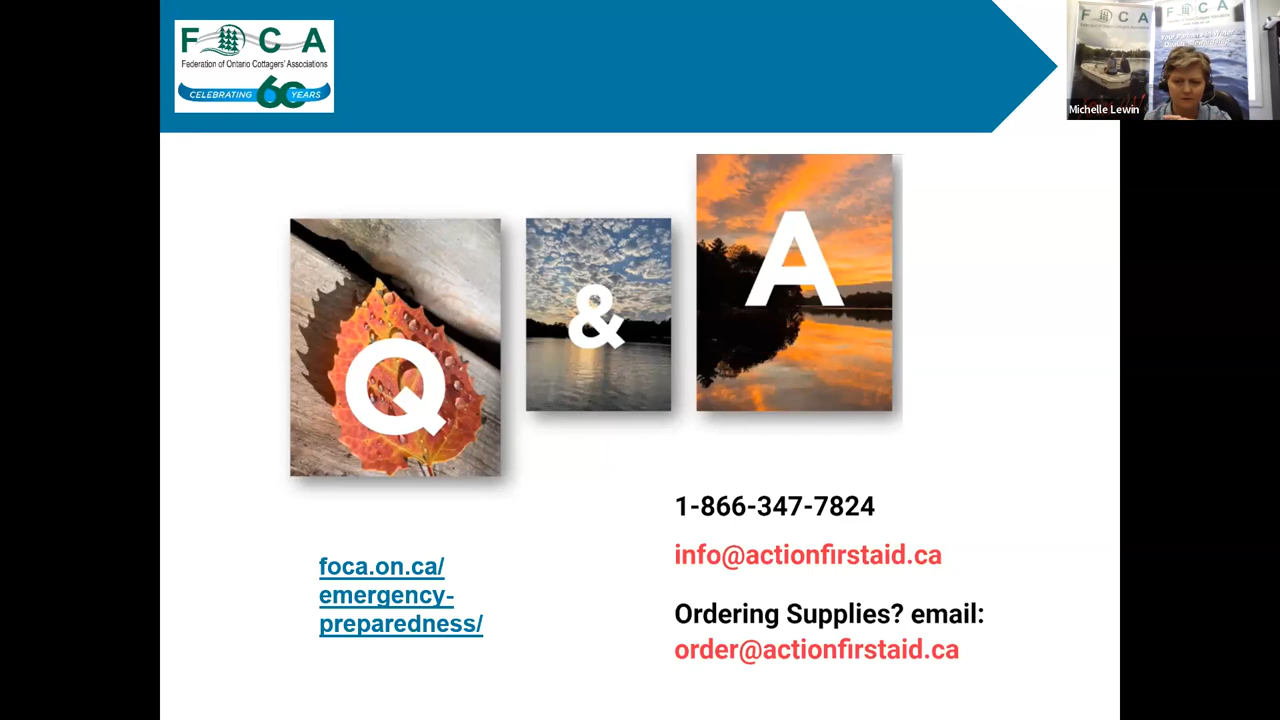 F O C A
Federation of Ontario Cottagers' Associations
CELEBRATING 60 YEARS
F O C A
F O C A
Michelle Lewin
Q & A
1-866-347-7824
info@actionfirstaid.ca
foca.on.ca/
emergency-
preparedness/
Ordering Supplies? email:
order@actionfirstaid.ca